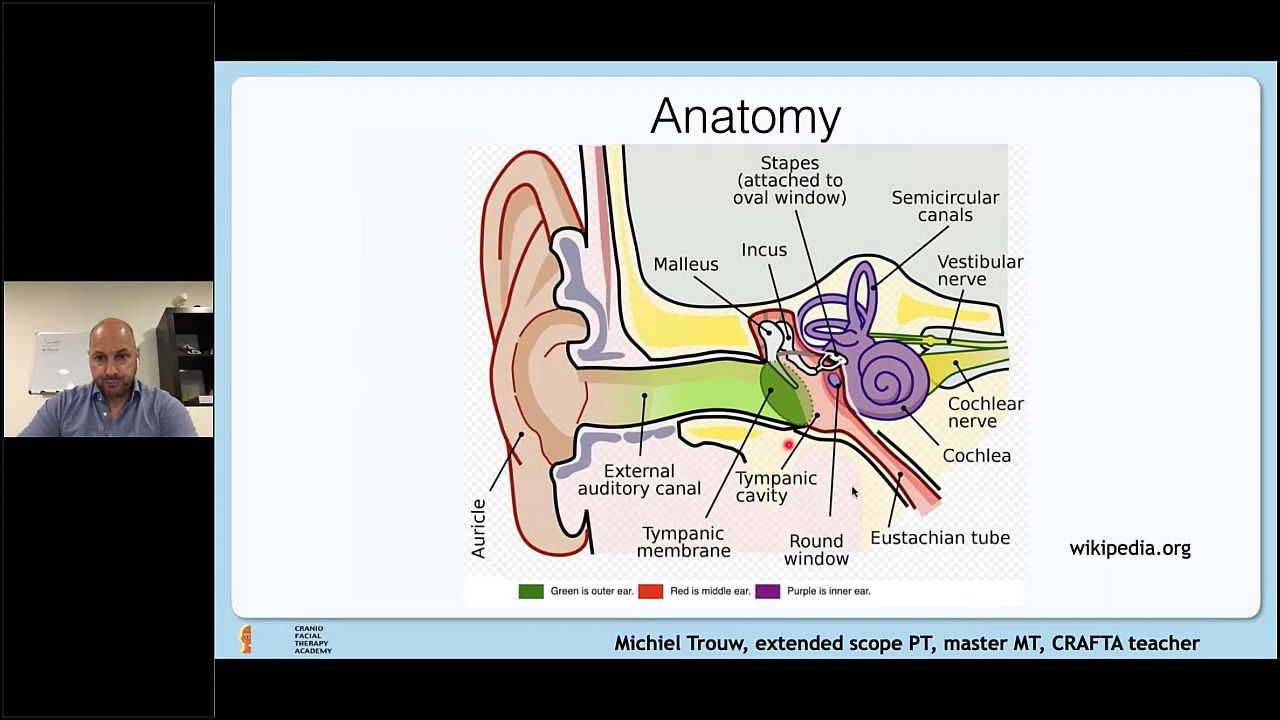 Anatomy
Stapes
(attached to
oval window)
Semicircular
canals
Incus
Malleus
Vestibular
nerve
Cochlear
nerve
Cochlea
External
auditory canal
Tympanic
cavity
Auricle
Tympanic
membrane
Round
window
Eustachian tube
wikipedia.org
Green is outer ear. Red is middle ear. Purple is inner ear.
CRANIO
FACIAL
THERAPY
ACADEMY
Michiel Trouw, extended scope PT, master MT, CRAFTA teacher